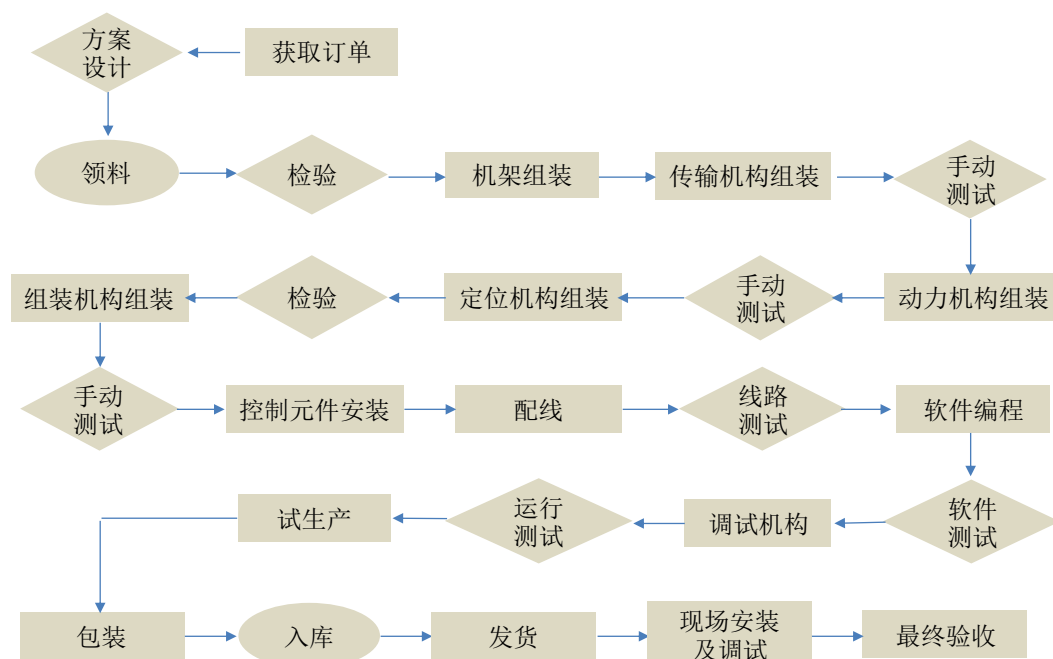 方案
设计
获取订单
领料
检验
机架组装
传输机构组装
手动
测试
组装机构组装
检验
定位机构组装
手动
测试
动力机构组装
手动
测试
控制元件安装
配线
线路
测试
软件编程
试生产
运行
测试
调试机构
软件
测试
包装
入库
发货
现场安装
及调试
最终验收